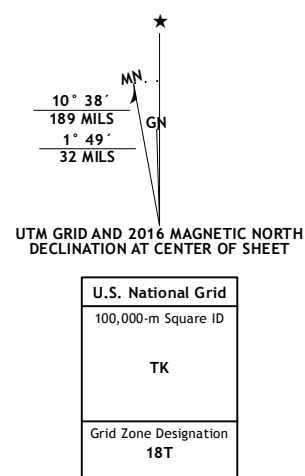 ★
MN
GN
10° 38´
189 MILS
1° 49´
32 MILS
UTM GRID AND 2016 MAGNETIC NORTH
DECLINATION AT CENTER OF SHEET
U.S. National Grid
100,000-m Square ID
TK
Grid Zone Designation
18T